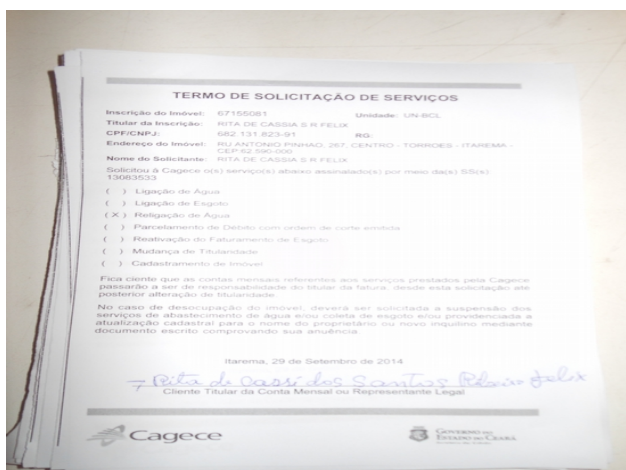 TERMO DE SOLICITAÇÃO DE SERVIÇOS
Inscrição do Imóvel: 67155081 Unidade: UN-BCL
Titular da Inscrição: RITA DE CASSIA S R FELIX
CPF/CNPJ: 682.131.823-91 RG:
Endereço do Imóvel: RU ANTONIO PINHAO, 267, CENTRO - TORROES - ITAREMA -
CEP:62.590-000
Nome do Solicitante: RITA DE CASSIA S R FELIX
Solicitou à Cagece o(s) serviço(s) abaixo assinalado(s) por meio da(s) SS(s)
13083533
( ) Ligação de Água
( ) Ligação de Esgoto
( X ) Religação de Água
( ) Parcelamento de Débito com ordem de corte emitida
( ) Reativação do Faturamento de Esgoto
( ) Mudança de Titularidade
( ) Cadastramento de Imóvel
Fica ciente que as contas mensais referentes aos serviços prestados pela Cagece
passarão a ser de responsabilidade do titular da fatura, desde esta solicitação até
posterior alteração de titularidade.
No caso de desocupação do imóvel, deverá ser solicitada a suspensão dos
serviços de abastecimento de água e/ou coleta de esgoto e/ou providenciada a
atualização cadastral para o nome do proprietário ou novo inquilino mediante
documento escrito comprovando sua anuência.
Itarema, 29 de Setembro de 2014
Rita de Cassi dos Santos Ribeiro Felix
Cliente Titular da Conta Mensal ou Representante Legal
Cagece
GOVERNO DO
ESTADO DO CEARÁ